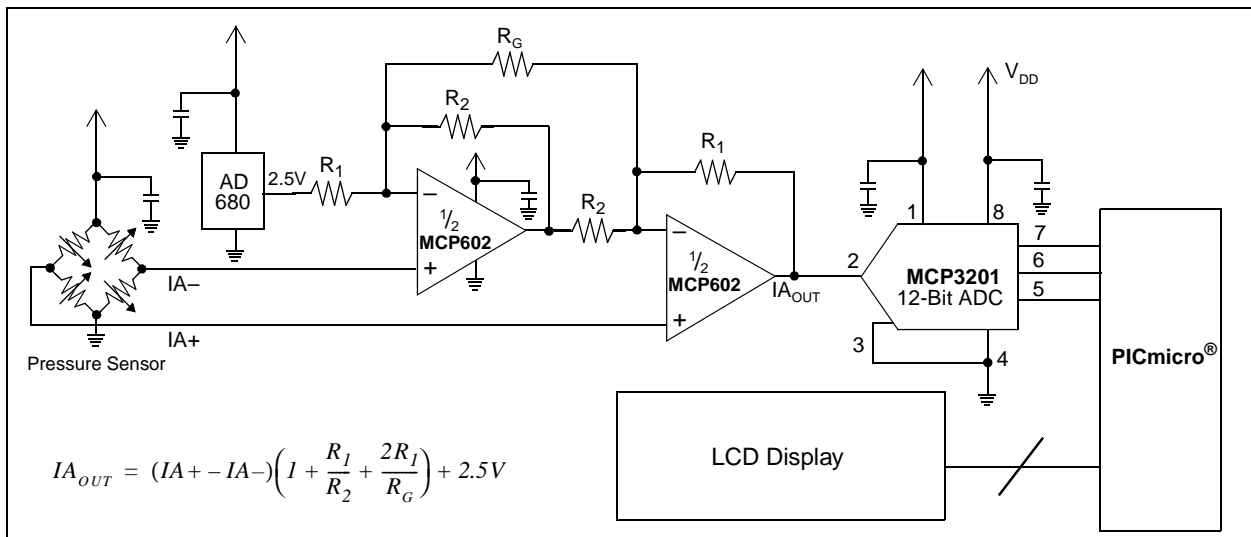 R_G
V_DD
R_2
R_1
AD
680
2.5V
R_1
–
½
MCP602
+
R_2
–
½
MCP602
+
IA_OUT
1
8
2
MCP3201
12-Bit ADC
7
6
5
3
4
IA–
IA+
Pressure Sensor
PICmicro®
LCD Display
IA_OUT = (IA+ – IA–)(1 + R_1/R_2 + 2R_1/R_G) + 2.5V